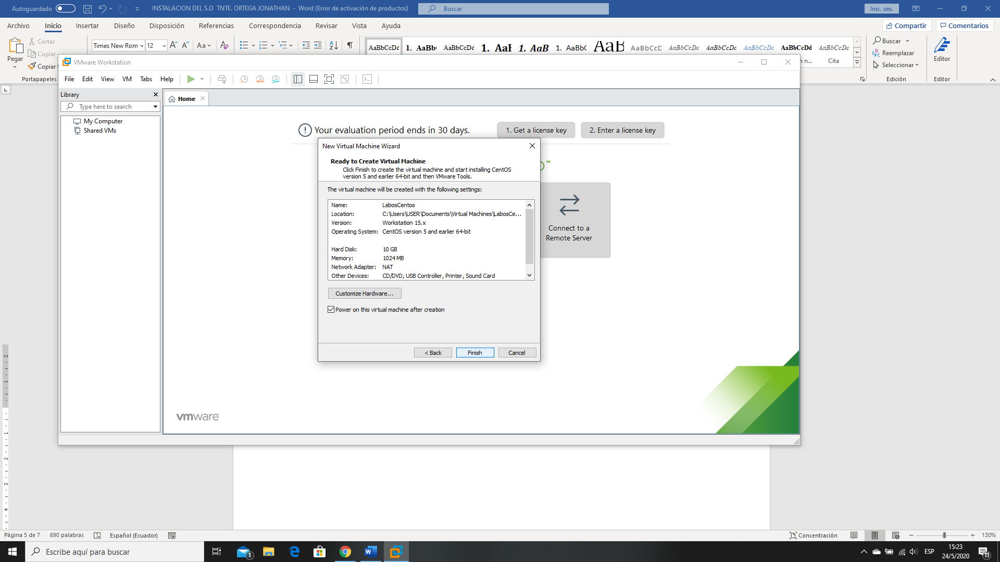 Autoguardado
INSTALACION DEL S.O TNTE. ORTEGA JONATHAN - Word (Error de activación de productos)
Buscar
Inic. ses.
Archivo Inicio Insertar Diseño Disposición Referencias Correspondencia Revisar Vista Ayuda
Compartir Comentarios
Pegar
Cortar
Copiar
Copiar
Portapapeles
Times New Rom 12
Aa
AaBbCcDd 1. AaBb 1. AaB 1. AaBb( AaB AaBbCcD AaBbCcDc
Cita
Buscar
Reemplazar
Seleccionar
Edición
Editor
Editor
VMware Workstation
File Edit View VM Tabs Help
Library
Type here to search
My Computer
Shared VMs
Home
Your evaluation period ends in 30 days.
1. Get a license key
2. Enter a license key
New Virtual Machine Wizard
Ready to Create Virtual Machine
Click Finish to create the virtual machine and start installing CentOS
version 5 and earlier 64-bit and then VMware Tools.
The virtual machine will be created with the following settings:
Name: LabosCentos
Location: C:\Users\USER\Documents\Virtual Machines\LabosCe...
Version: Workstation 15.x
Operating System: CentOS version 5 and earlier 64-bit
Hard Disk: 10 GB
Memory: 1024 MB
Network Adapter: NAT
Other Devices: CD/DVD, USB Controller, Printer, Sound Card
Customize Hardware...
Power on this virtual machine after creation
< Back Finish Cancel
™
Connect to a
Remote Server
vmware
Página 5 de 7 690 palabras Español (Ecuador)
Concentración
130%
Escribe aquí para buscar
1
ESP
15:23
24/5/2020
11